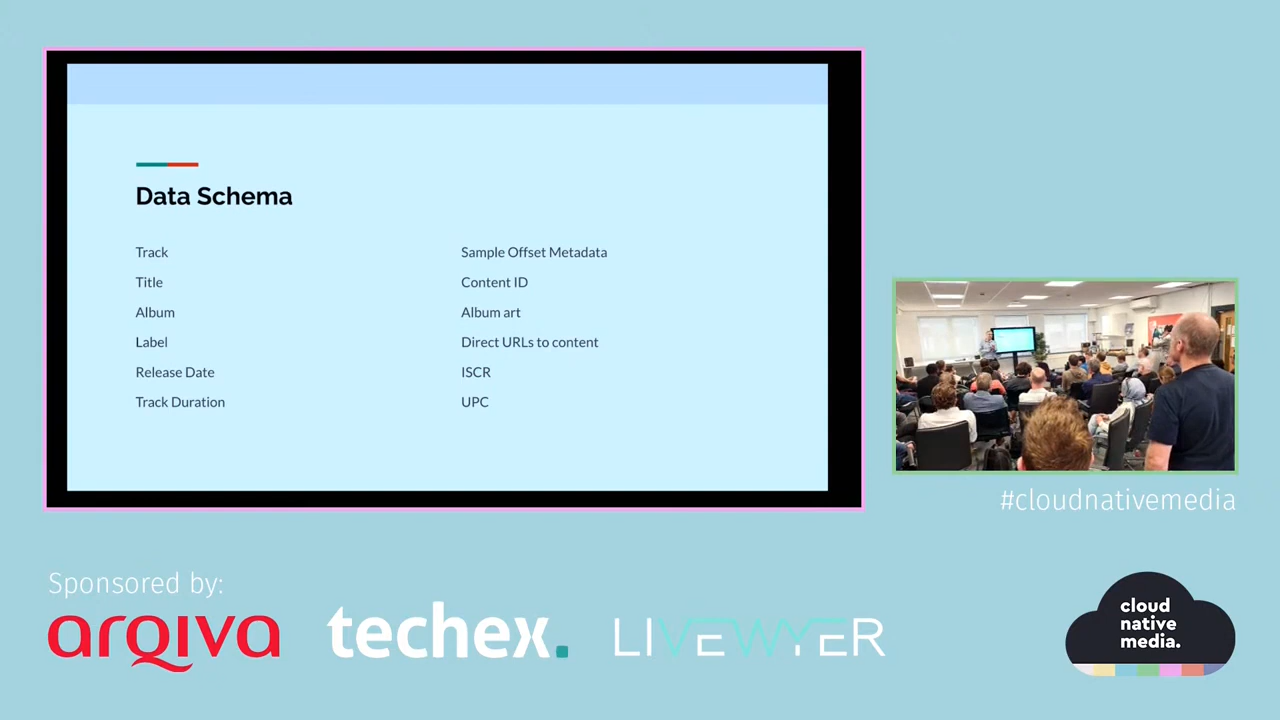 Data Schema
Track
Title
Album
Label
Release Date
Track Duration
Sample Offset Metadata
Content ID
Album art
Direct URLs to content
ISCR
UPC
#cloudnativemedia
Sponsored by:
arqiva
techex.
LIVEWYER
cloud
native
media.